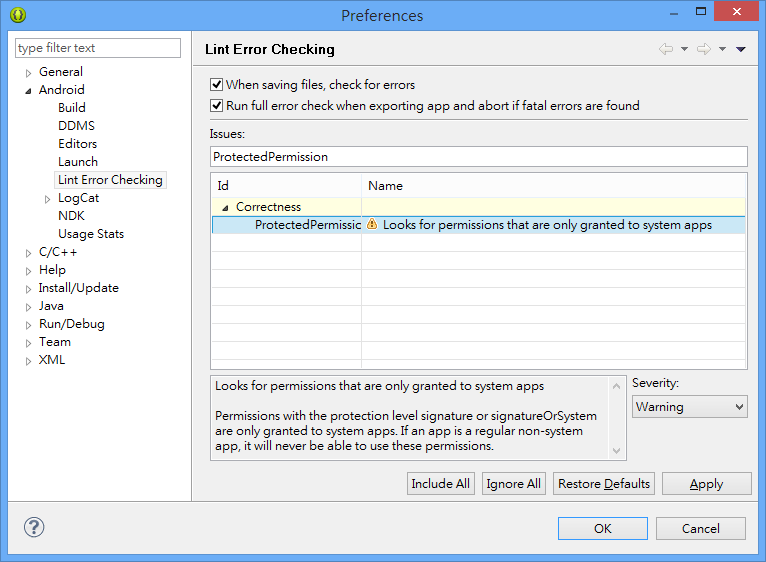 Preferences
type filter text
General
Android
Build
DDMS
Editors
Launch
Lint Error Checking
LogCat
NDK
Usage Stats
C/C++
Help
Install/Update
Java
Run/Debug
Team
XML
Lint Error Checking
When saving files, check for errors
Run full error check when exporting app and abort if fatal errors are found
Issues:
ProtectedPermission
Id Name
Correctness
ProtectedPermissic Looks for permissions that are only granted to system apps
Looks for permissions that are only granted to system apps
Permissions with the protection level signature or signatureOrSystem
are only granted to system apps. If an app is a regular non-system
app, it will never be able to use these permissions.
Severity:
Warning
Include All Ignore All Restore Defaults Apply
OK Cancel